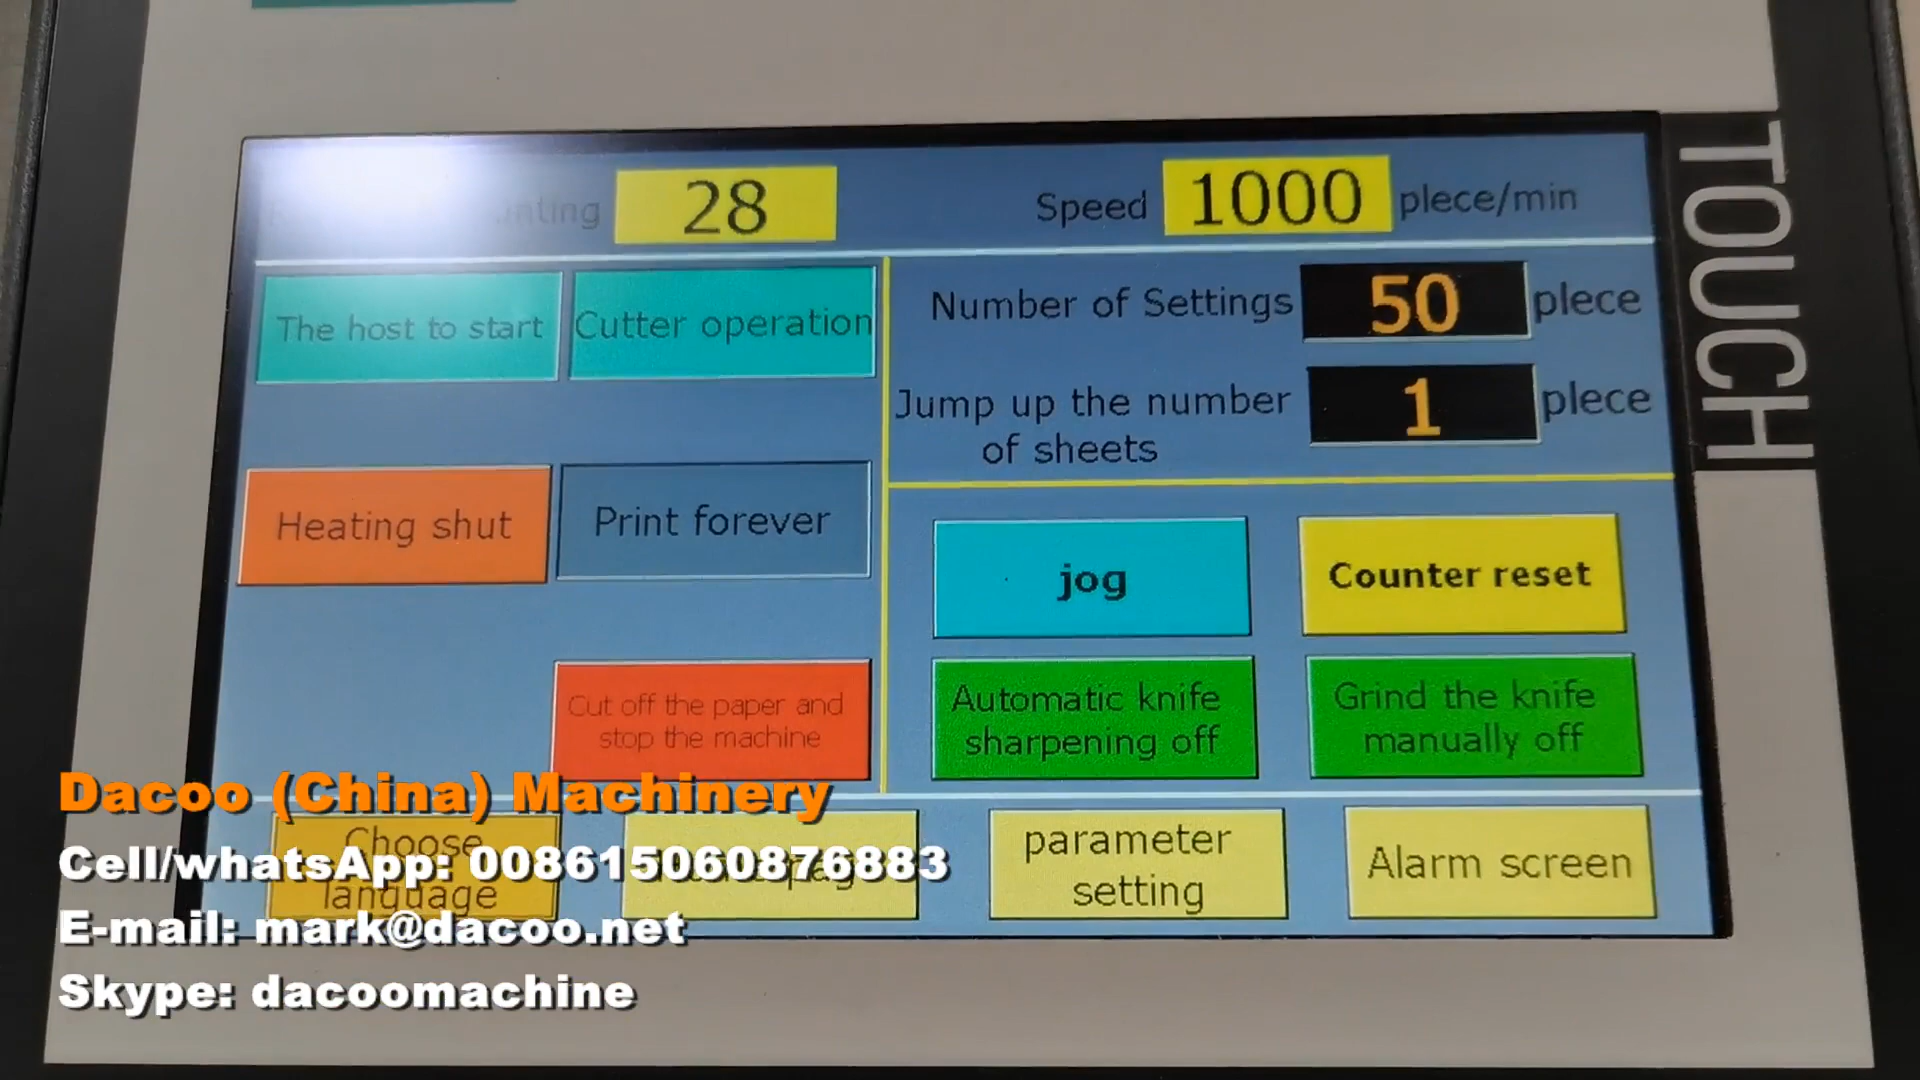 28
Speed 1000 plece/min
The host to start
Cutter operation
Number of Settings 50 plece
Jump up the number
of sheets
1 plece
Heating shut
Print forever
jog
Counter reset
Cut off the paper and
stop the machine
Automatic knife
sharpening off
Grind the knife
manually off
Choose
language
parameter
setting
Alarm screen
TOUCH
Dacoo (China) Machinery
Cell/whatsApp: 008615060876883
E-mail: mark@dacoo.net
Skype: dacoomachine